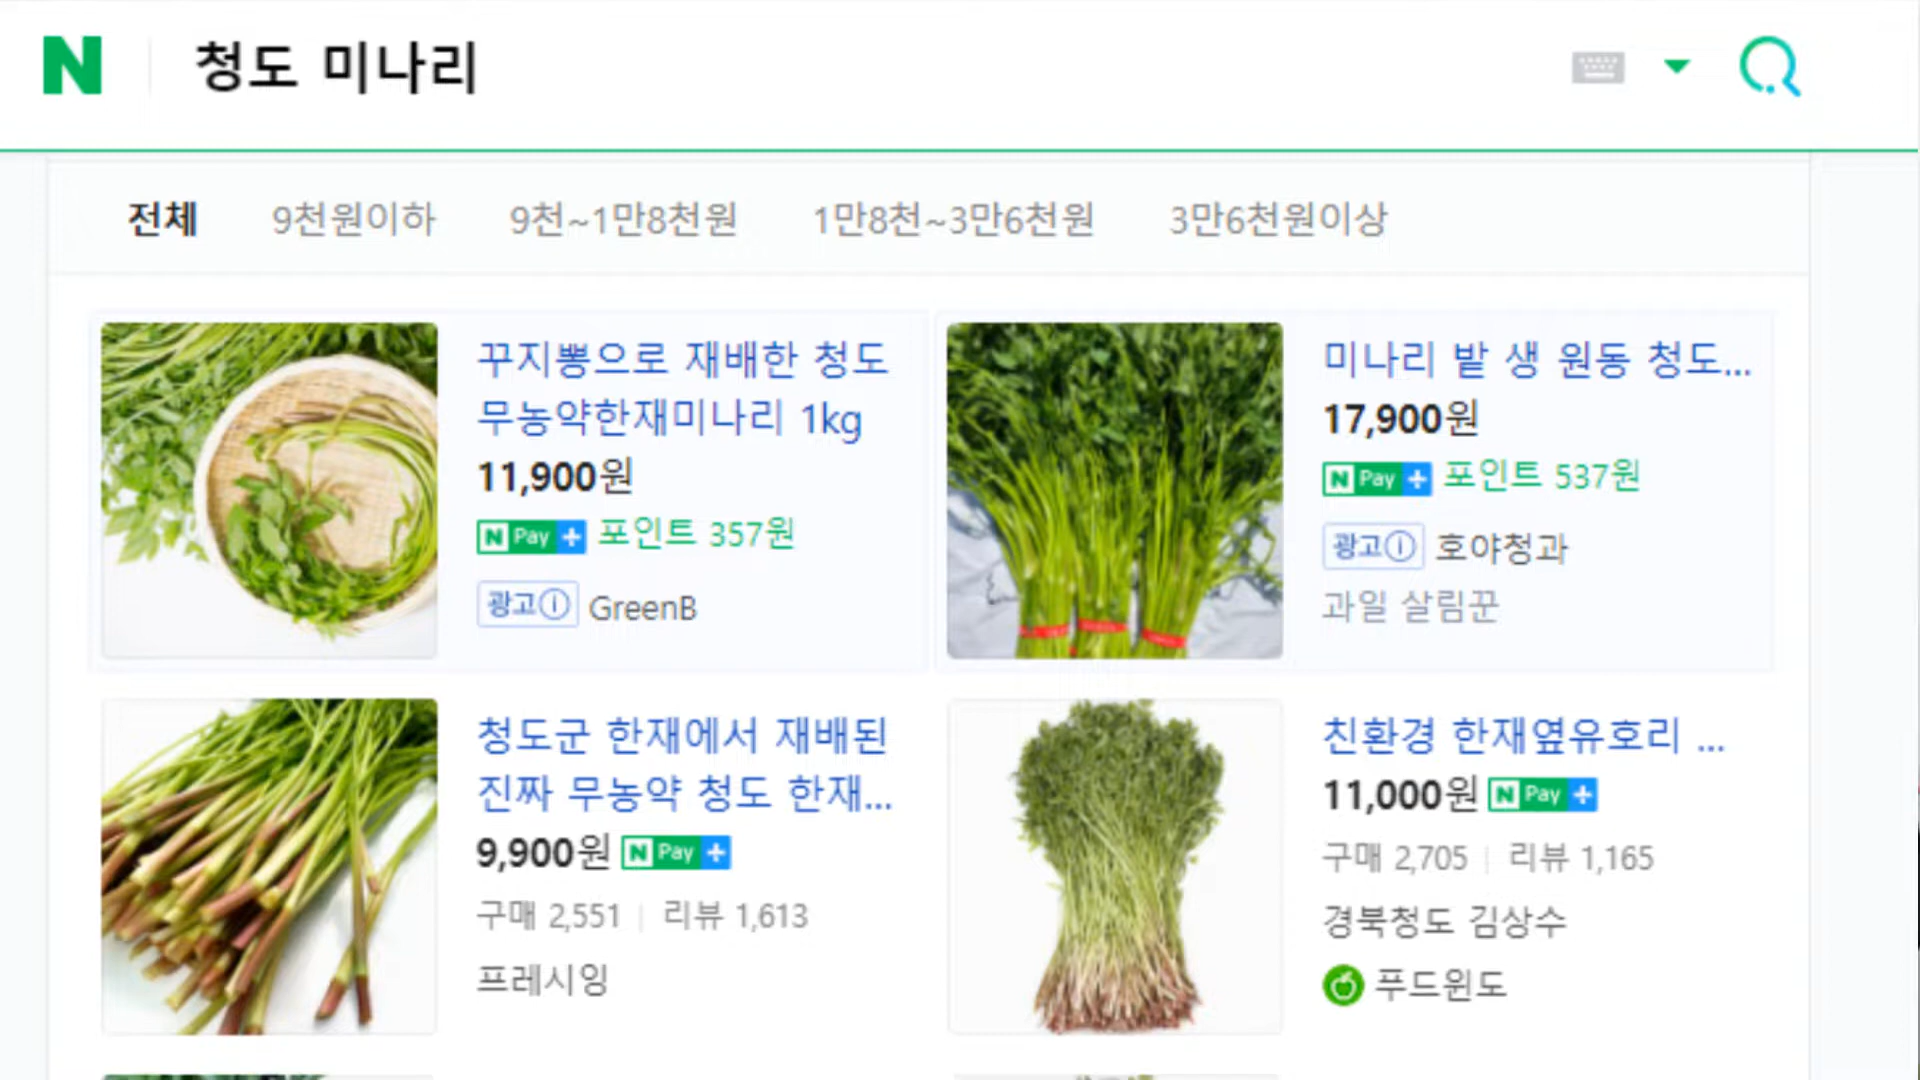 N 청도 미나리
전체 9천원이하 9천~1만8천원 1만8천~3만6천원 3만6천원이상
꾸지뽕으로 재배한 청도
무농약한재미나리 1kg
11,900원
N Pay + 포인트 357원
광고 GreenB
미나리 밭 생 원동 청도...
17,900원
N Pay + 포인트 537원
광고 호야청과
과일 살림꾼
청도군 한재에서 재배된
진짜 무농약 청도 한재...
9,900원 N Pay +
구매 2,551 리뷰 1,613
프레시잉
친환경 한재옆유호리 ...
11,000원 N Pay +
구매 2,705 리뷰 1,165
경북청도 김상수
푸드윈도